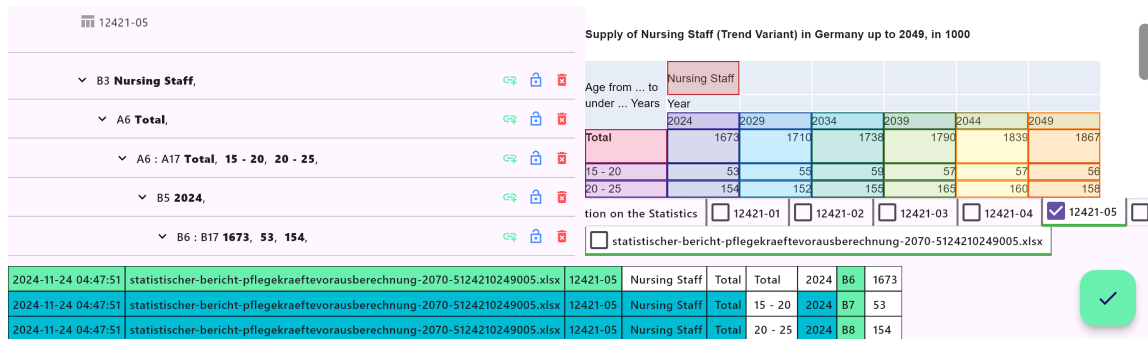 12421-05
B3 Nursing Staff,
A6 Total,
A6 : A17 Total, 15 - 20, 20 - 25,
B5 2024,
B6 : B17 1673, 53, 154,
Supply of Nursing Staff (Trend Variant) in Germany up to 2049, in 1000
Age from ... to under ... Years
Nursing Staff
Year
2024 2029 2034 2039 2044 2049
Total 1673 1710 1738 1790 1839 1867
15 - 20 53 55 59 57 57 56
20 - 25 154 152 155 165 160 158
tion on the Statistics 12421-01 12421-02 12421-03 12421-04 12421-05
statistischer-bericht-pflegekraeftevorausberechnung-2070-5124210249005.xlsx
2024-11-24 04:47:51 statistischer-bericht-pflegekraeftevorausberechnung-2070-5124210249005.xlsx 12421-05 Nursing Staff Total Total 2024 B6 1673
2024-11-24 04:47:51 statistischer-bericht-pflegekraeftevorausberechnung-2070-5124210249005.xlsx 12421-05 Nursing Staff Total 15 - 20 2024 B7 53
2024-11-24 04:47:51 statistischer-bericht-pflegekraeftevorausberechnung-2070-5124210249005.xlsx 12421-05 Nursing Staff Total 20 - 25 2024 B8 154